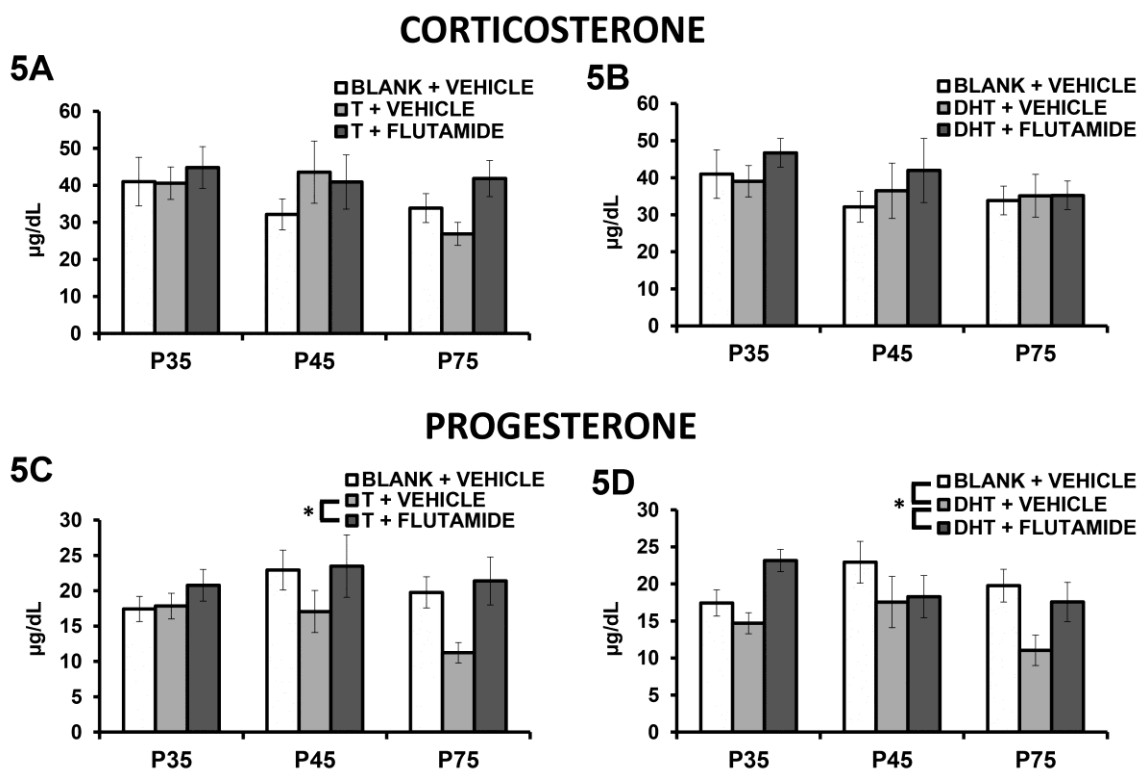 CORTICOSTERONE
5A
BLANK + VEHICLE
T + VEHICLE
T + FLUTAMIDE
60
50
40
30
20
10
0
µg/dL
P35 P45 P75
5B
BLANK + VEHICLE
DHT + VEHICLE
DHT + FLUTAMIDE
60
50
40
30
20
10
0
µg/dL
P35 P45 P75
PROGESTERONE
5C
BLANK + VEHICLE
T + VEHICLE
* T + FLUTAMIDE
30
25
20
15
10
5
0
µg/dL
P35 P45 P75
5D
BLANK + VEHICLE
* DHT + VEHICLE
DHT + FLUTAMIDE
30
25
20
15
10
5
0
µg/dL
P35 P45 P75